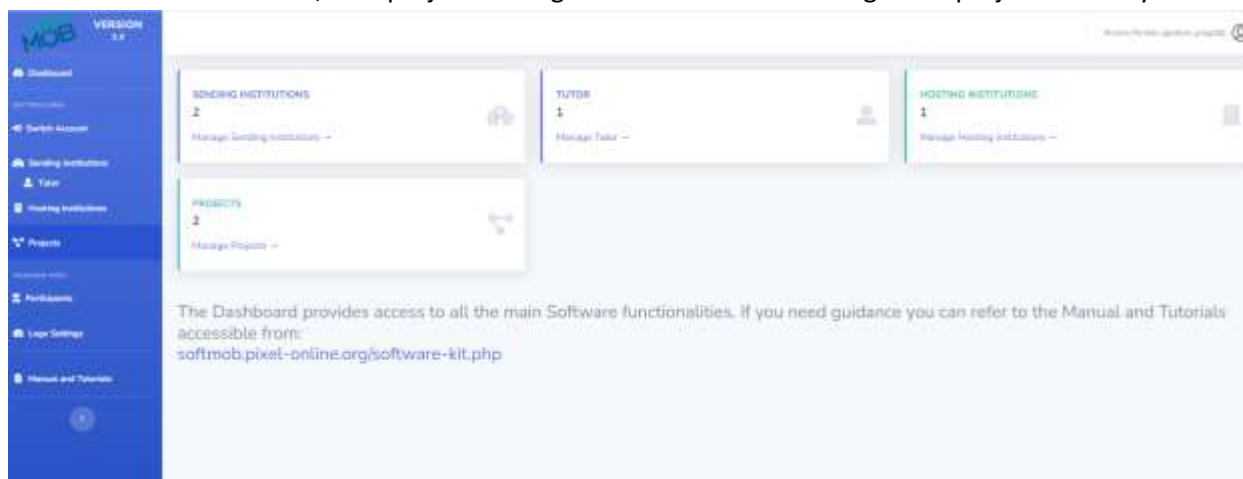 MOB VERSION
Dashboard
Switch Account
Sending Institutions
Tutor
Hosting Institutions
Projects
Participants
Logo Settings
Manual and Tutorials
SENDING INSTITUTIONS
2
Manage Sending Institutions
TUTOR
1
Manage Tutor
HOSTING INSTITUTIONS
1
Manage Hosting Institutions
PROJECTS
2
Manage Projects
The Dashboard provides access to all the main Software functionalities. If you need guidance you can refer to the Manual and Tutorials
accessible from:
softmob.pixel-online.org/software-kit.php